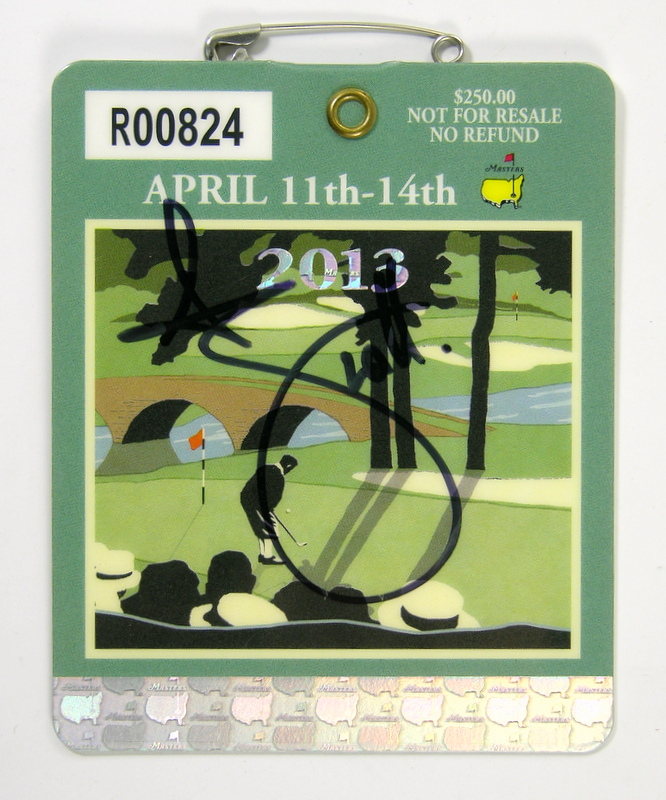 $250.00
R00824
NOT FOR RESALE
NO REFUND
MASTERS
APRIL 11th-14th
2013